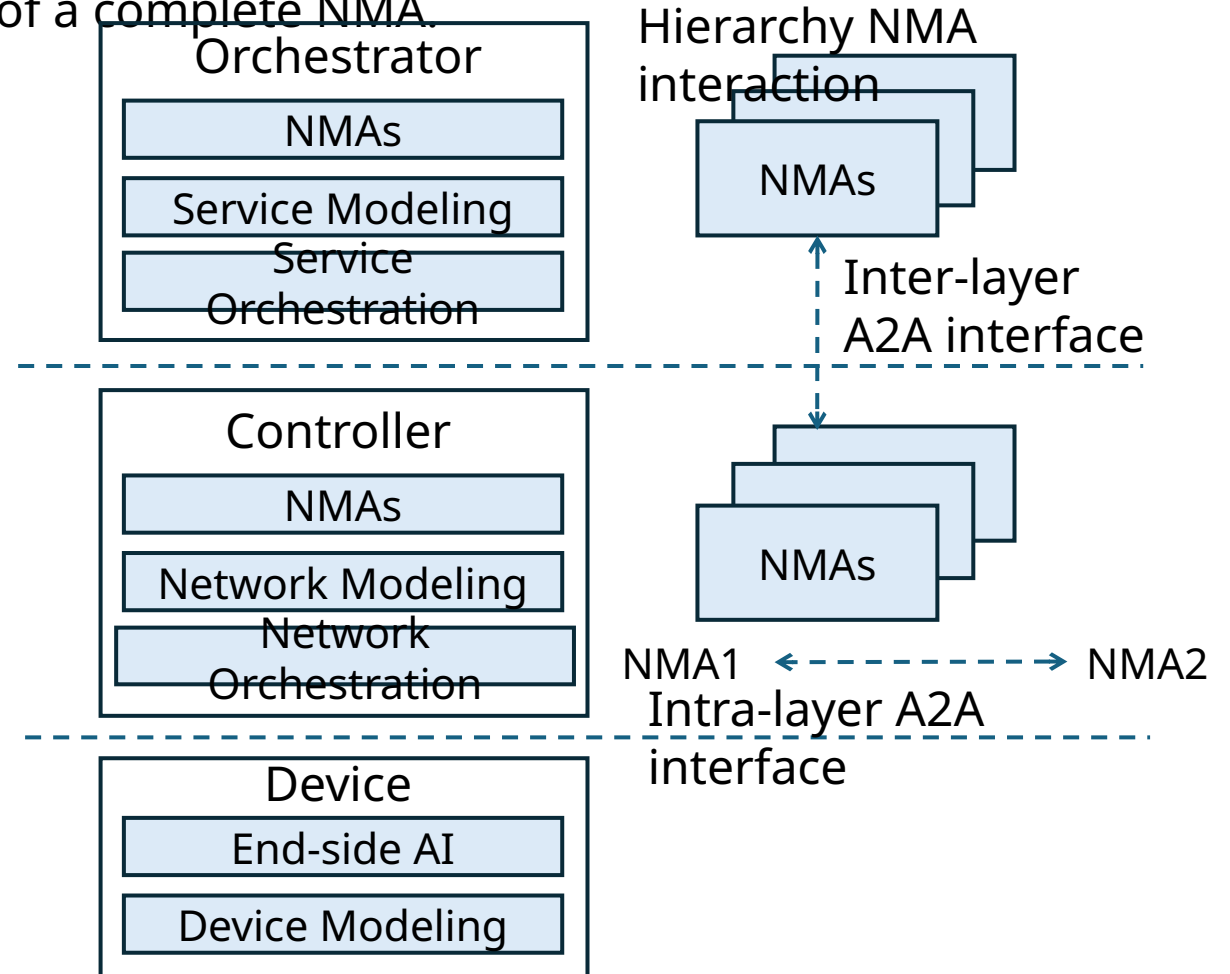 of a complete NMA.
Orchestrator
NMAs
Service Modeling
Service
Orchestration
Hierarchy NMA
interaction
NMAs
Inter-layer
A2A interface
Controller
NMAs
Network Modeling
Network
Orchestration
NMAs
NMA1
NMA2
Intra-layer A2A
interface
Device
End-side AI
Device Modeling